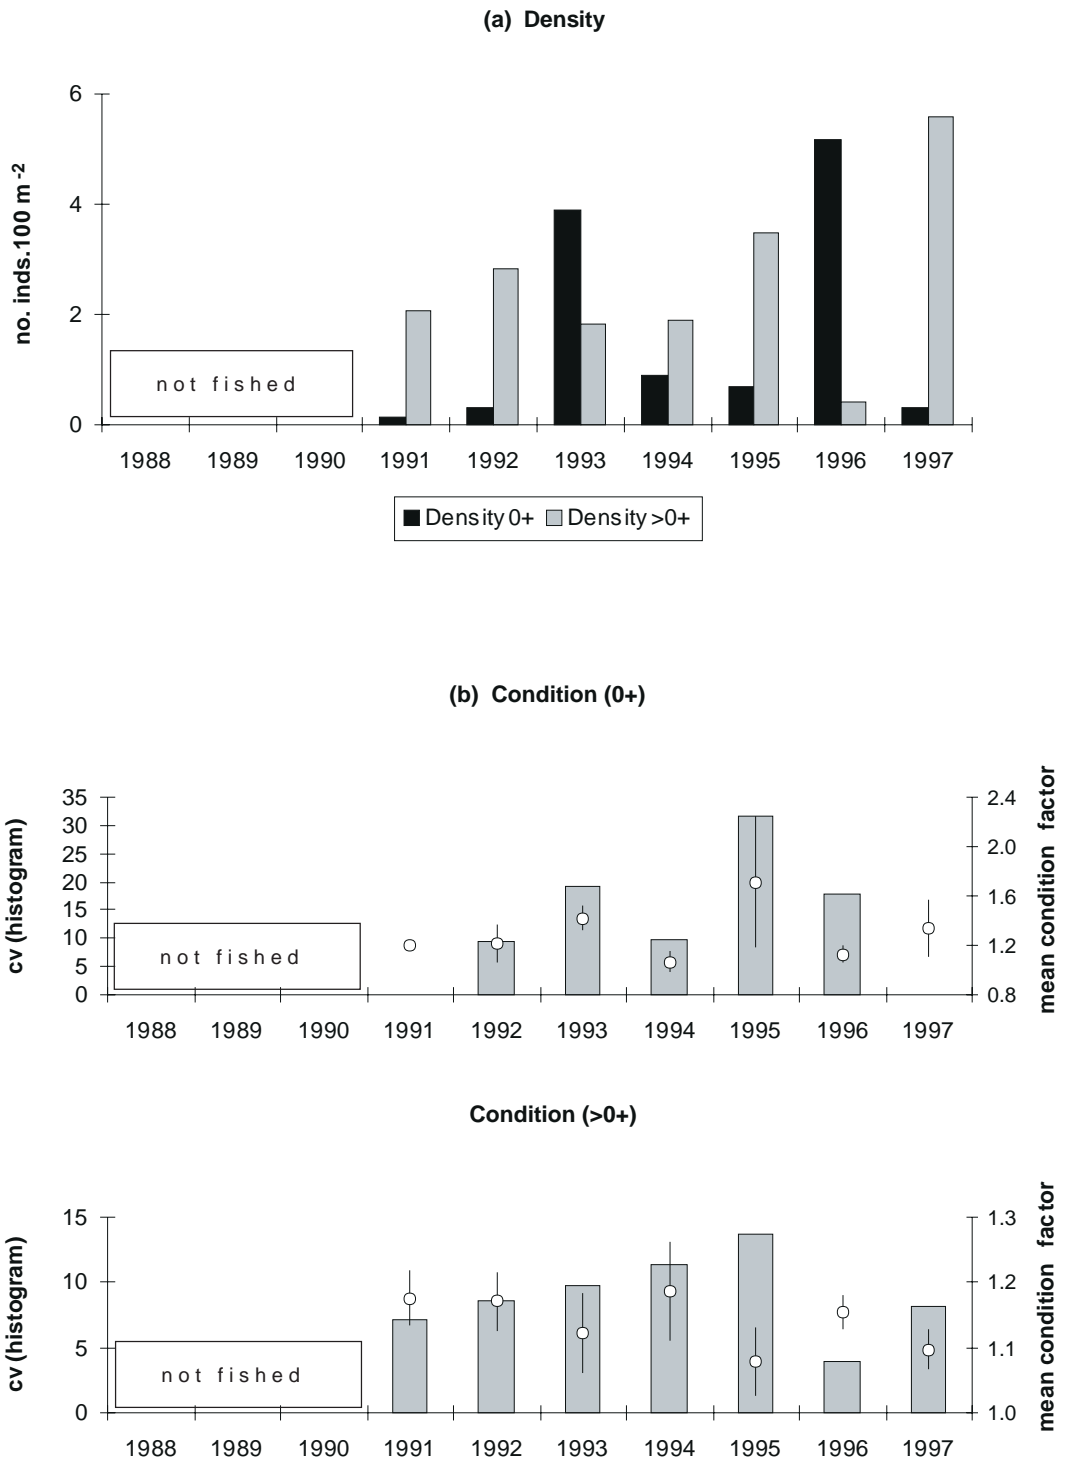 (a) Density
no. inds.100 m -2
6
4
2
0
not fished
1988 1989 1990 1991 1992 1993 1994 1995 1996 1997
Density 0+ Density >0+
(b) Condition (0+)
cv (histogram)
35
30
25
20
15
10
5
0
not fished
2.4
2.0
1.6
1.2
0.8
mean condition factor
1988 1989 1990 1991 1992 1993 1994 1995 1996 1997
Condition (>0+)
cv (histogram)
15
10
5
0
not fished
1.3
1.2
1.1
1.0
mean condition factor
1988 1989 1990 1991 1992 1993 1994 1995 1996 1997